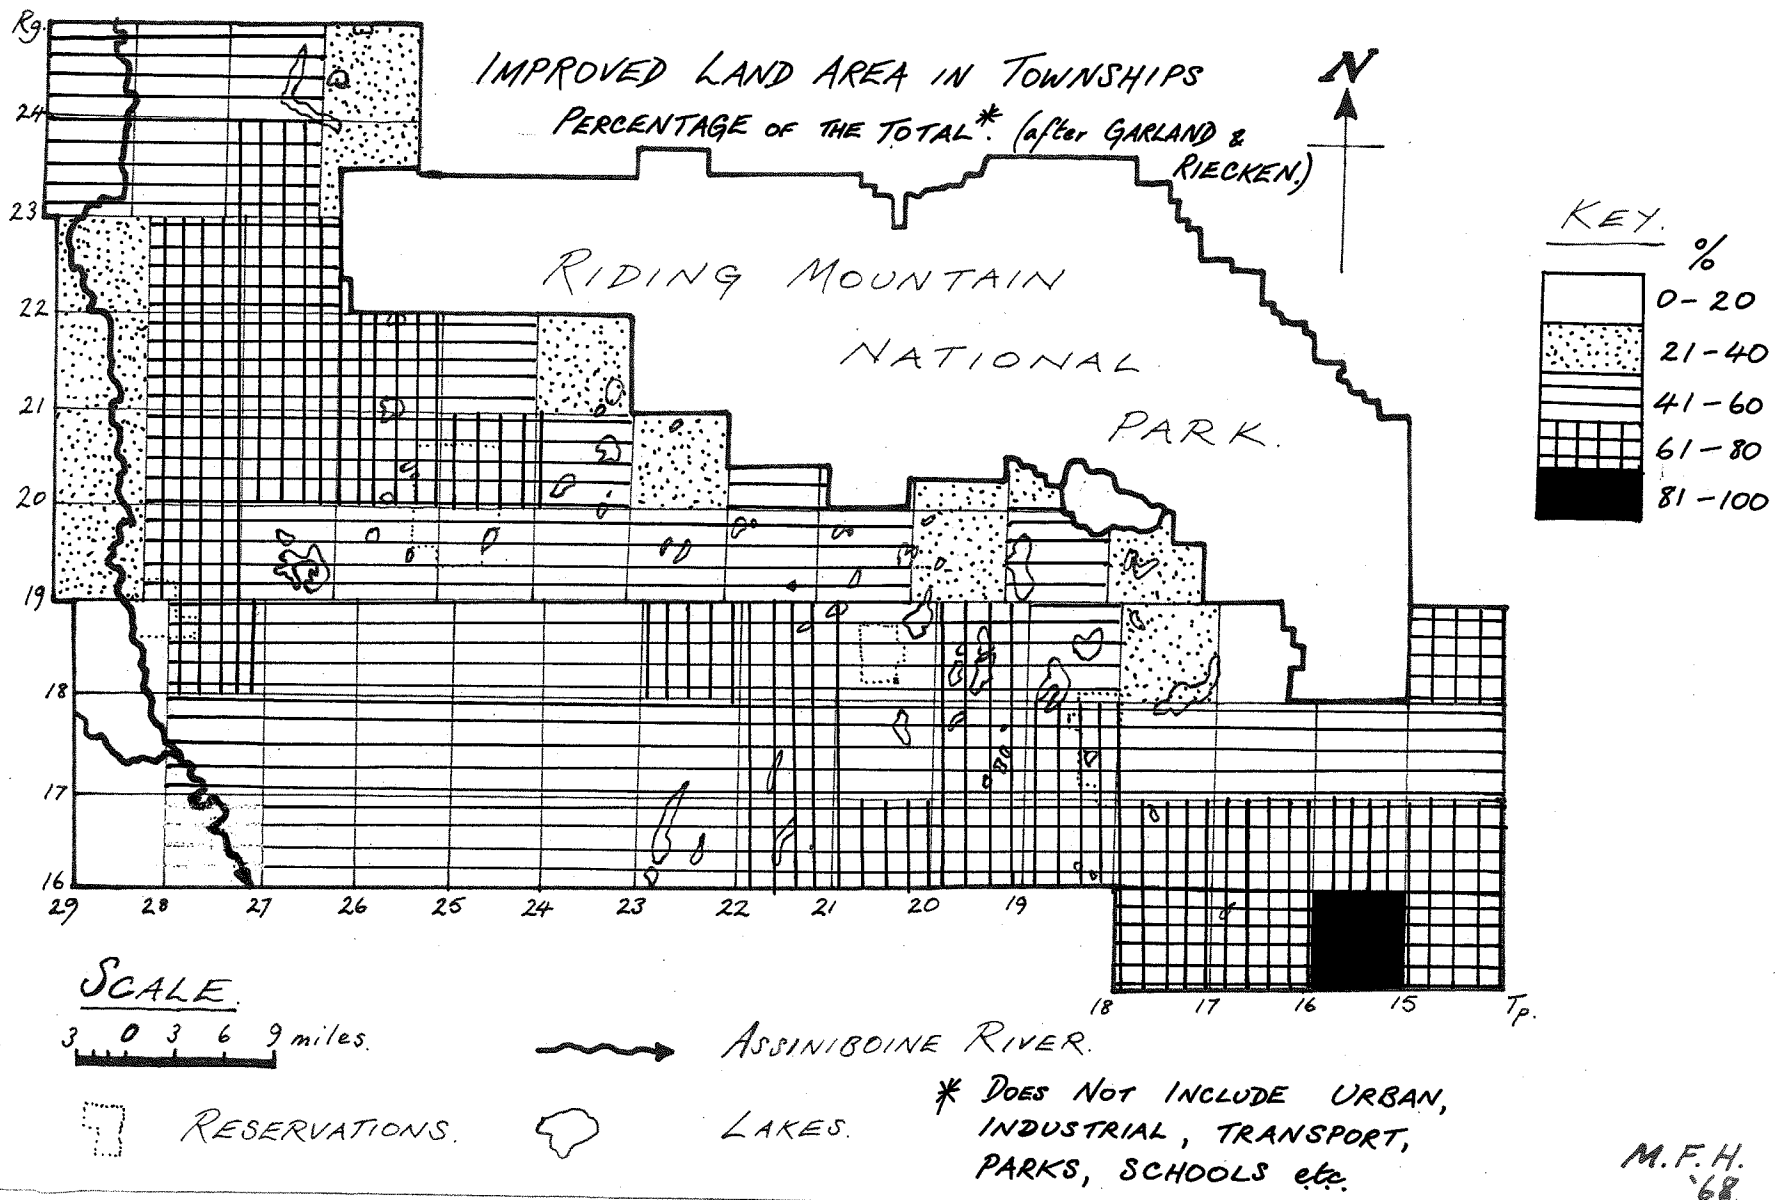 Rg.
IMPROVED LAND AREA IN TOWNSHIPS
PERCENTAGE OF THE TOTAL*. (after GARLAND &
RIECKEN.)
N
24
23
22
21
20
19
18
17
16
RIDING MOUNTAIN
NATIONAL
PARK.
KEY.
%
0-20
21-40
41-60
61-80
81-100
29 28 27 26 25 24 23 22 21 20 19
18 17 16 15 Tp.
SCALE.
3 0 3 6 9 miles.
ASSINIBOINE RIVER.
RESERVATIONS.
LAKES.
* DOES NOT INCLUDE URBAN,
INDUSTRIAL, TRANSPORT,
PARKS, SCHOOLS etc.
M.F.H.
'68